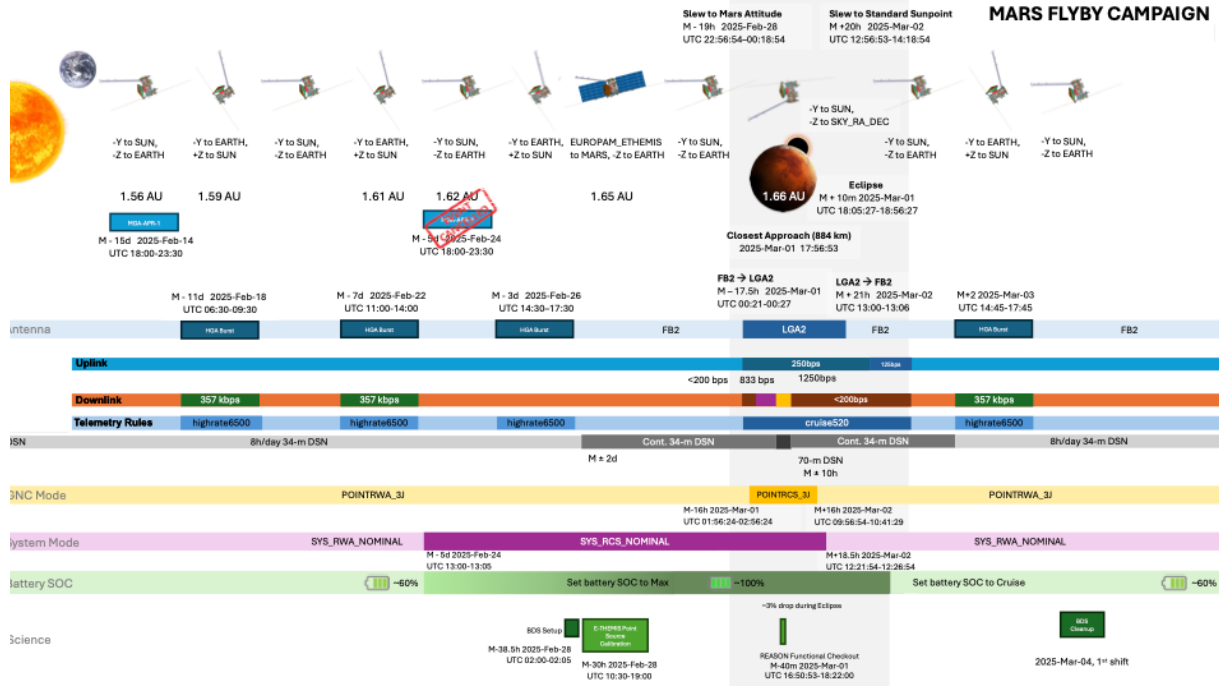 MARS FLYBY CAMPAIGN
Slew to Mars Attitude
M - 19h 2025-Feb-28
UTC 22:56:54-00:18:54
Slew to Standard Sunpoint
M +20h 2025-Mar-02
UTC 12:56:53-14:18:54
-Y to SUN,
-Z to SKY_RA_DEC
-Y to SUN,
-Z to EARTH
-Y to EARTH,
+Z to SUN
-Y to SUN,
-Z to EARTH
-Y to EARTH,
+Z to SUN
-Y to SUN,
-Z to EARTH
-Y to EARTH,
+Z to SUN
EUROPAM_ETHEMIS
to MARS, -Z to EARTH
-Y to SUN,
-Z to EARTH
-Y to SUN,
-Z to EARTH
-Y to EARTH,
+Z to SUN
-Y to SUN,
-Z to EARTH
1.56 AU
1.59 AU
1.61 AU
1.62 AU
1.65 AU
1.66 AU
Eclipse
M + 10m 2025-Mar-01
UTC 18:05:27-18:56:27
MGA-APR-1
M - 15d 2025-Feb-14
UTC 18:00-23:30
M - 5d 2025-Feb-24
UTC 18:00-23:30
Closest Approach (884 km)
2025-Mar-01 17:56:53
M - 11d 2025-Feb-18
UTC 06:30-09:30
M - 7d 2025-Feb-22
UTC 11:00-14:00
M - 3d 2025-Feb-26
UTC 14:30–17:30
FB2 → LGA2
M – 17.5h 2025-Mar-01
UTC 00:21-00:27
LGA2 → FB2
M + 21h 2025-Mar-02
UTC 13:00-13:06
M+2 2025-Mar-03
UTC 14:45-17:45
ntenna
HGA Burst
HGA Burst
HGA Burst
FB2
LGA2
FB2
HGA Burst
FB2
Uplink
250bps
125bps
<200 bps
833 bps
1250bps
Downlink
357 kbps
357 kbps
<200bps
357 kbps
Telemetry Rules
highrate6500
highrate6500
highrate6500
cruise520
highrate6500
DSN
8h/day 34-m DSN
Cont. 34-m DSN
Cont. 34-m DSN
8h/day 34-m DSN
M ± 2d
70-m DSN
M ± 10h
GNC Mode
POINTRWA_3J
POINTRCS_3J
POINTRWA_3J
M-16h 2025-Mar-01
UTC 01:56:24-02:56:24
M+16h 2025-Mar-02
UTC 09:56:54-10:41:29
System Mode
SYS_RWA_NOMINAL
SYS_RCS_NOMINAL
SYS_RWA_NOMINAL
M - 5d 2025-Feb-24
UTC 13:00-13:05
M+18.5h 2025-Mar-02
UTC 12:21:54-12:26:54
Battery SOC
~60%
Set battery SOC to Max
~100%
Set battery SOC to Cruise
~60%
~3% drop during Eclipse
Science
BDS Setup
M-38.5h 2025-Feb-28
UTC 02:00-02:05
E-THEMIS Point
Source
Calibration
M-30h 2025-Feb-28
UTC 10:30-19:00
REASON Functional Checkout
M-40m 2025-Mar-01
UTC 16:50:53-18:22:00
BDS
Cleanup
2025-Mar-04, 1st shift